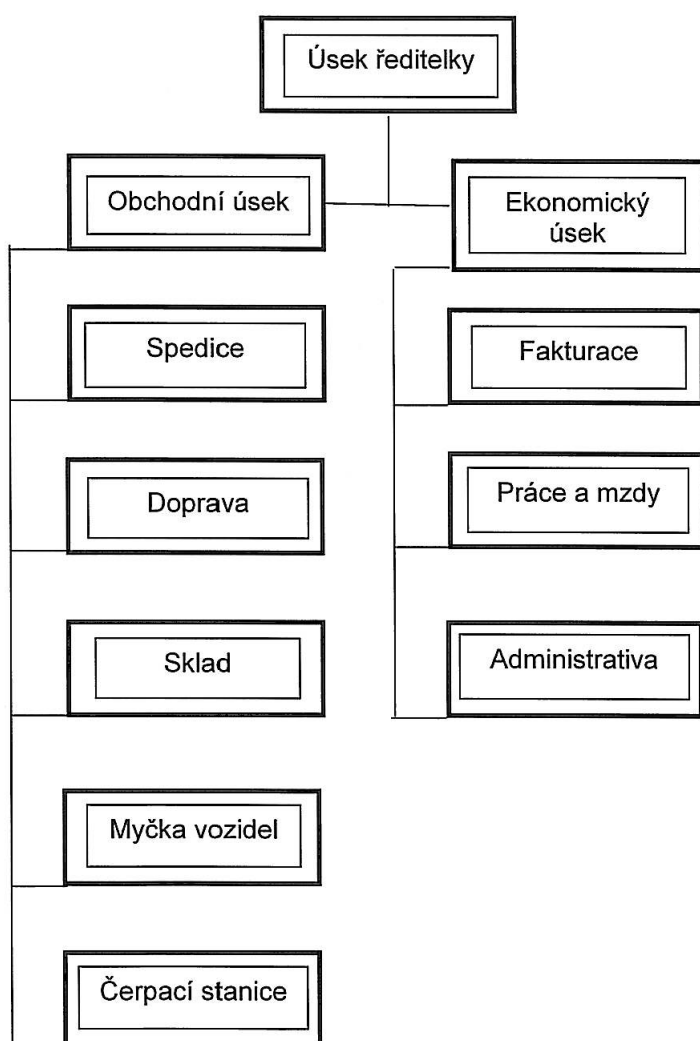 Úsek ředitelky
Obchodní úsek
Ekonomický
úsek
Spedice
Fakturace
Doprava
Práce a mzdy
Sklad
Administrativa
Myčka vozidel
Čerpací stanice